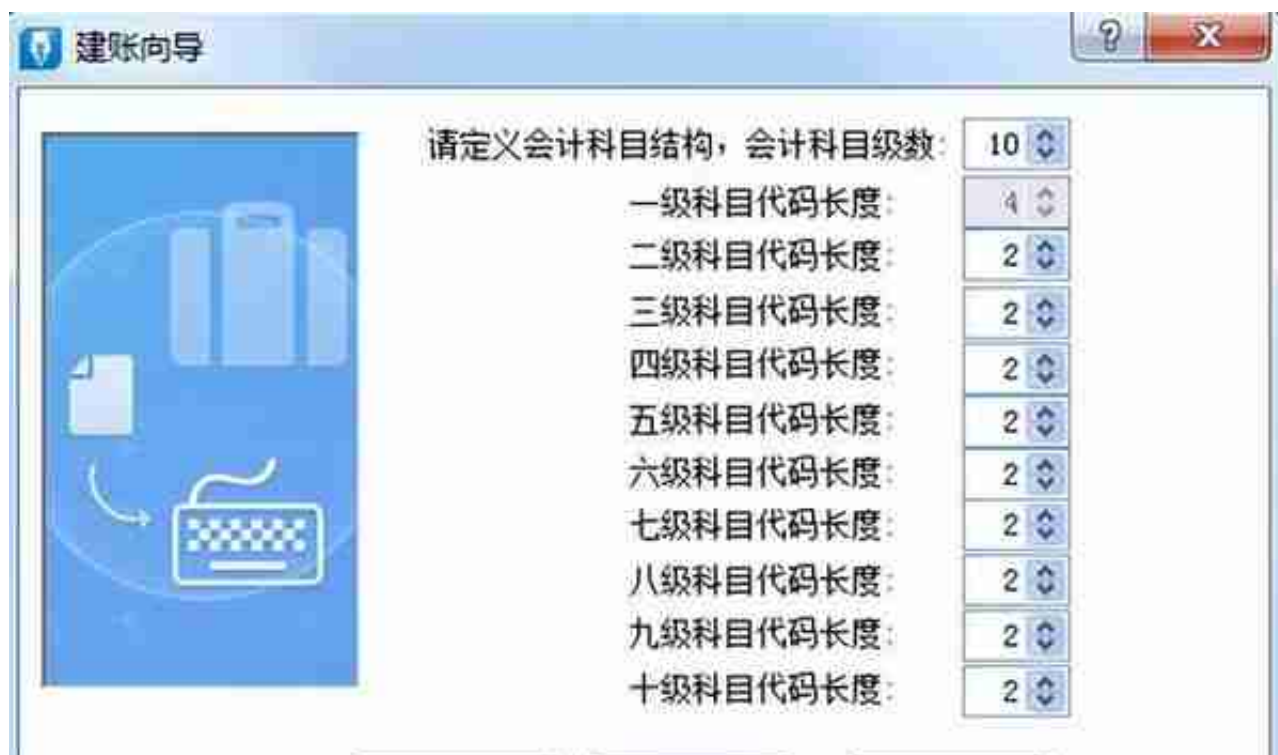 建账向导
请定义会计科目结构，会计科目级数： 10
一级科目代码长度： 4
二级科目代码长度： 2
三级科目代码长度： 2
四级科目代码长度： 2
五级科目代码长度： 2
六级科目代码长度： 2
七级科目代码长度： 2
八级科目代码长度： 2
九级科目代码长度： 2
十级科目代码长度： 2